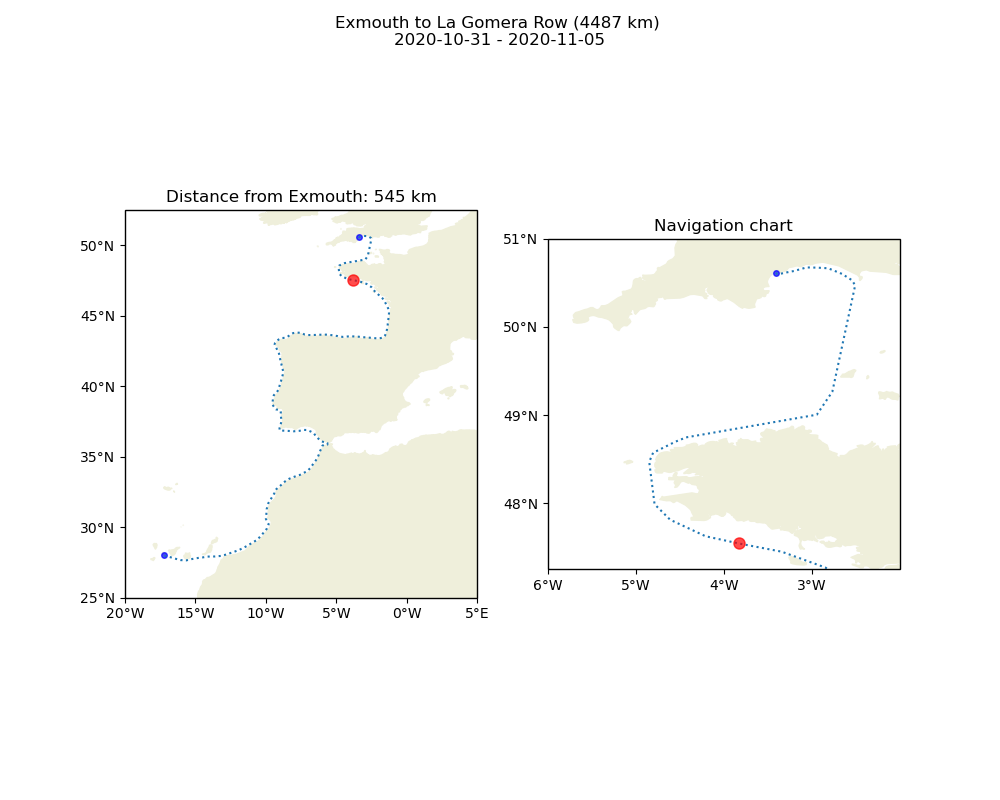 Exmouth to La Gomera Row (4487 km)
2020-10-31 - 2020-11-05
Distance from Exmouth: 545 km
50°N
45°N
40°N
35°N
30°N
25°N
20°W 15°W 10°W 5°W 0°W 5°E
Navigation chart
51°N
50°N
49°N
48°N
6°W 5°W 4°W 3°W